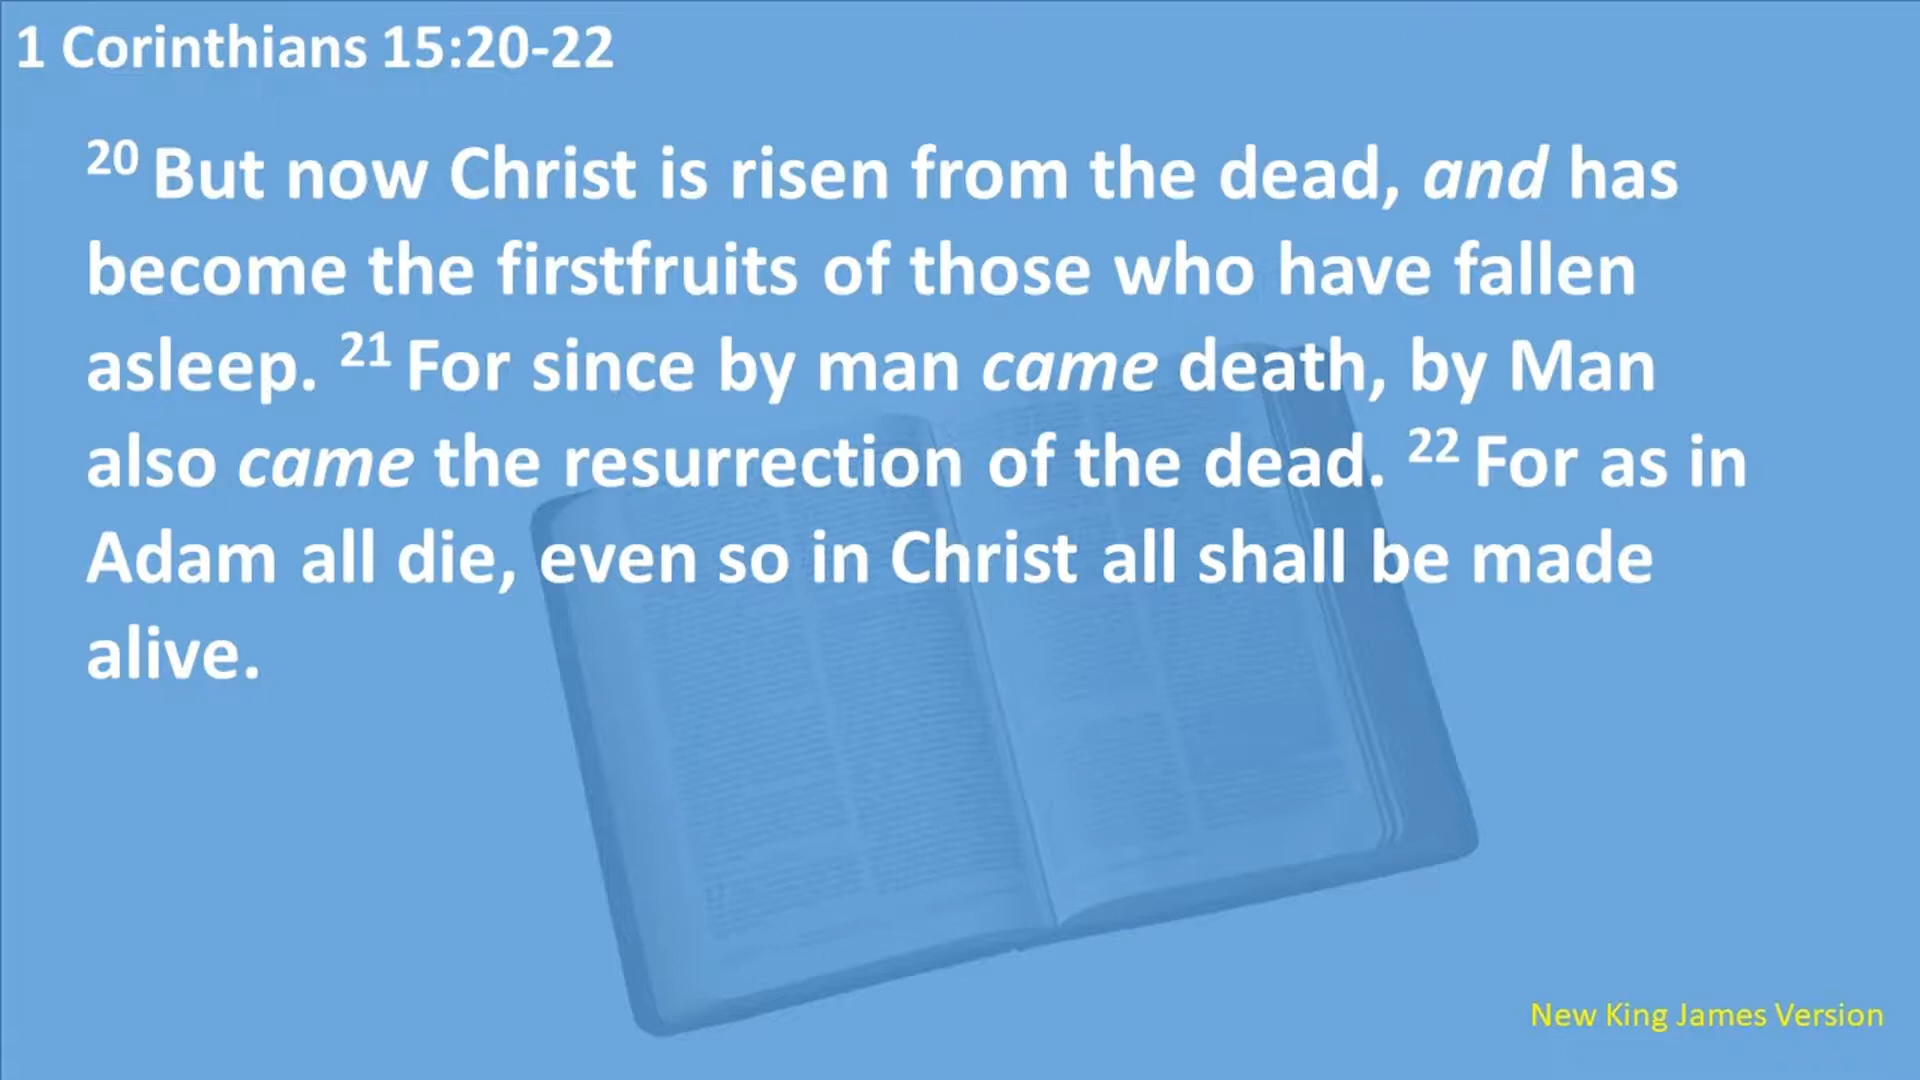 1 Corinthians 15:20-22
20 But now Christ is risen from the dead, and has
become the firstfruits of those who have fallen
asleep. 21 For since by man came death, by Man
also came the resurrection of the dead. 22 For as in
Adam all die, even so in Christ all shall be made
alive.
New King James Version